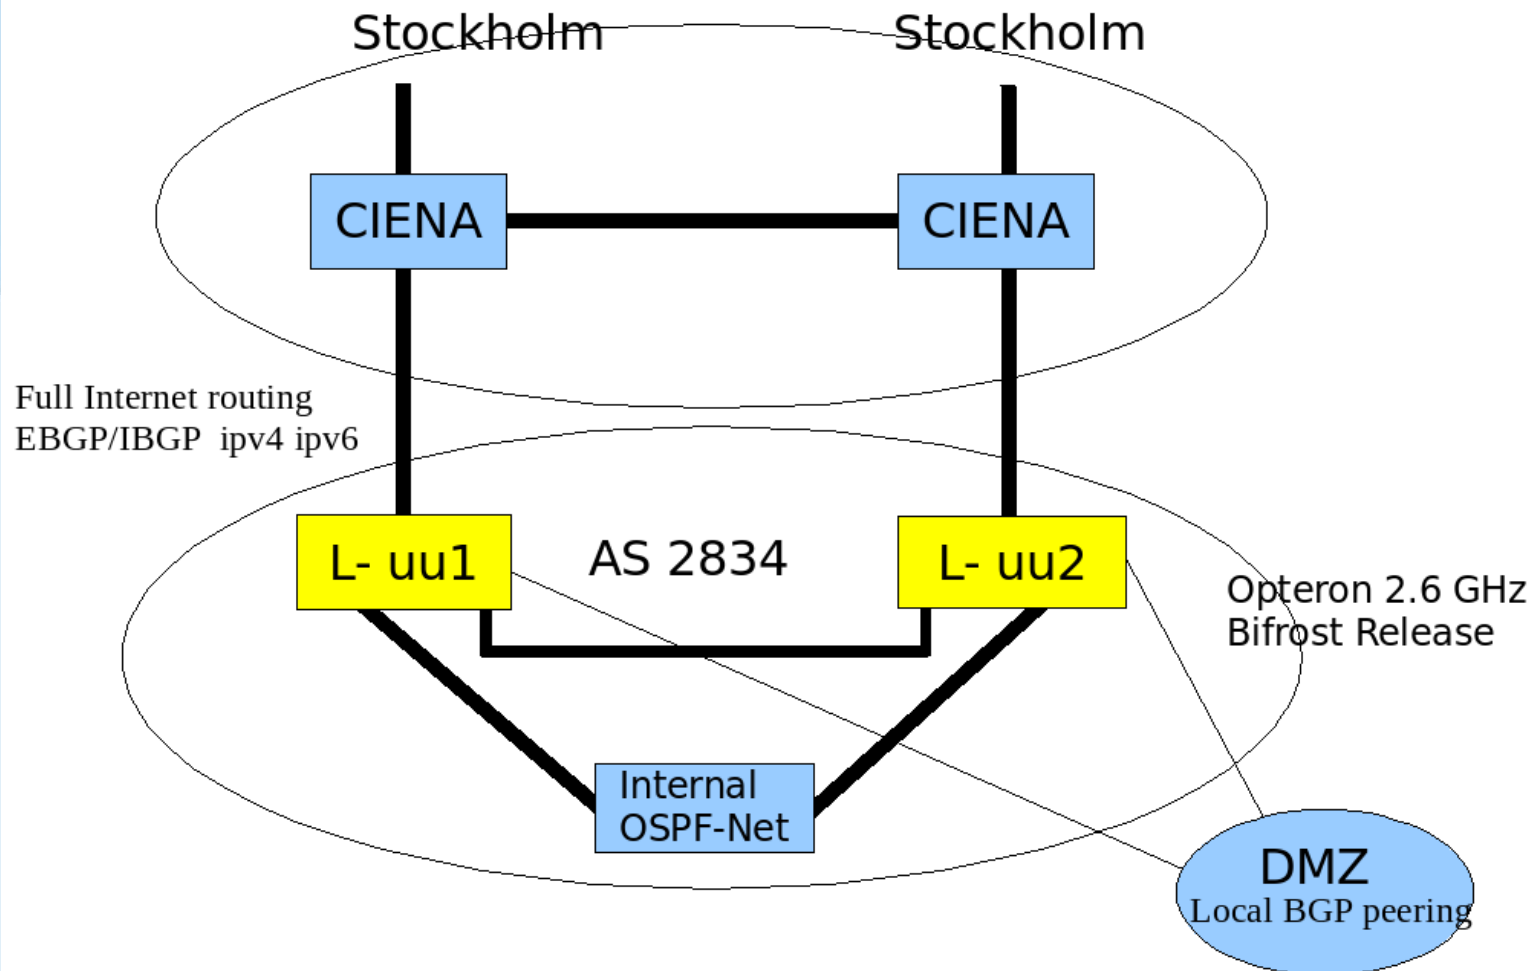 Stockholm
Stockholm
CIENA
CIENA
Full Internet routing
EBGP/IBGP  ipv4 ipv6
L- uu1
AS 2834
L- uu2
Opteron 2.6 GHz
Bifrost Release
Internal
OSPF-Net
DMZ
Local BGP peering